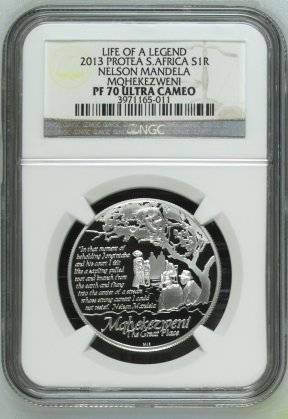 LIFE OF A LEGEND
2013 PROTEA S.AFRICA S1R
NELSON MANDELA
MQHEKEZWENI
PF 70 ULTRA CAMEO
3971165-011
NGC
"In that moment of
beholding Jongintaba
and his court I felt
like a sapling pulled
root and branch from
the earth and flung
into the center of a stream
whose strong current I could
not resist." Nelson Mandela
Mqhekezweni
The Great Place